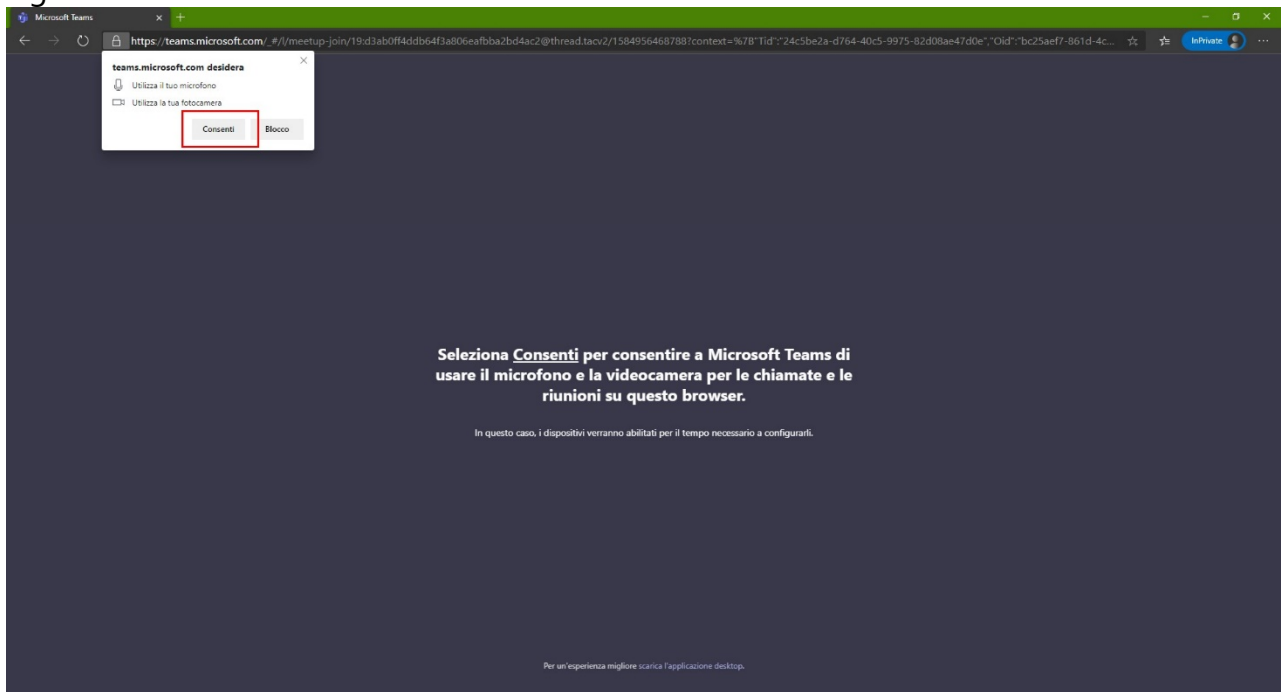 Microsoft Teams
https://teams.microsoft.com/_#/l/meetup-join/19:d3ab0ff4ddb64f3a806eafbba2bd4ac2@thread.tacv2/1584956468788?context=%7B"Tid":"24c5be2a-d764-40c5-9975-82d08ae47d0e","Oid":"bc25aef7-861d-4c...
InPrivate
teams.microsoft.com desidera
Utilizza il tuo microfono
Utilizza la tua fotocamera
Consenti Blocco
Seleziona Consenti per consentire a Microsoft Teams di
usare il microfono e la videocamera per le chiamate e le
riunioni su questo browser.
In questo caso, i dispositivi verranno abilitati per il tempo necessario a configurarli.
Per un'esperienza migliore scarica l'applicazione desktop.